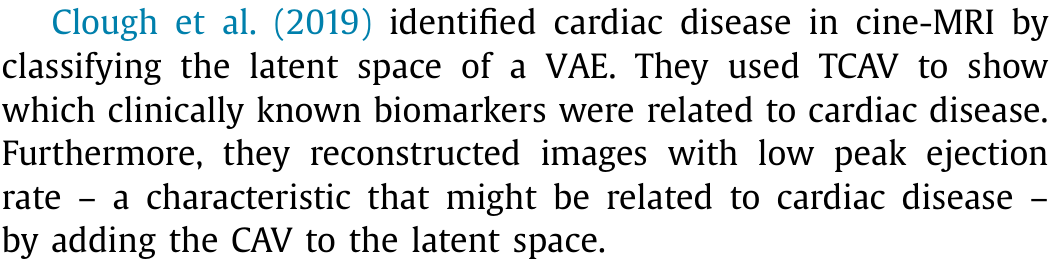 Clough et al. (2019) identified cardiac disease in cine-MRI by
classifying the latent space of a VAE. They used TCAV to show
which clinically known biomarkers were related to cardiac disease.
Furthermore, they reconstructed images with low peak ejection
rate – a characteristic that might be related to cardiac disease –
by adding the CAV to the latent space.